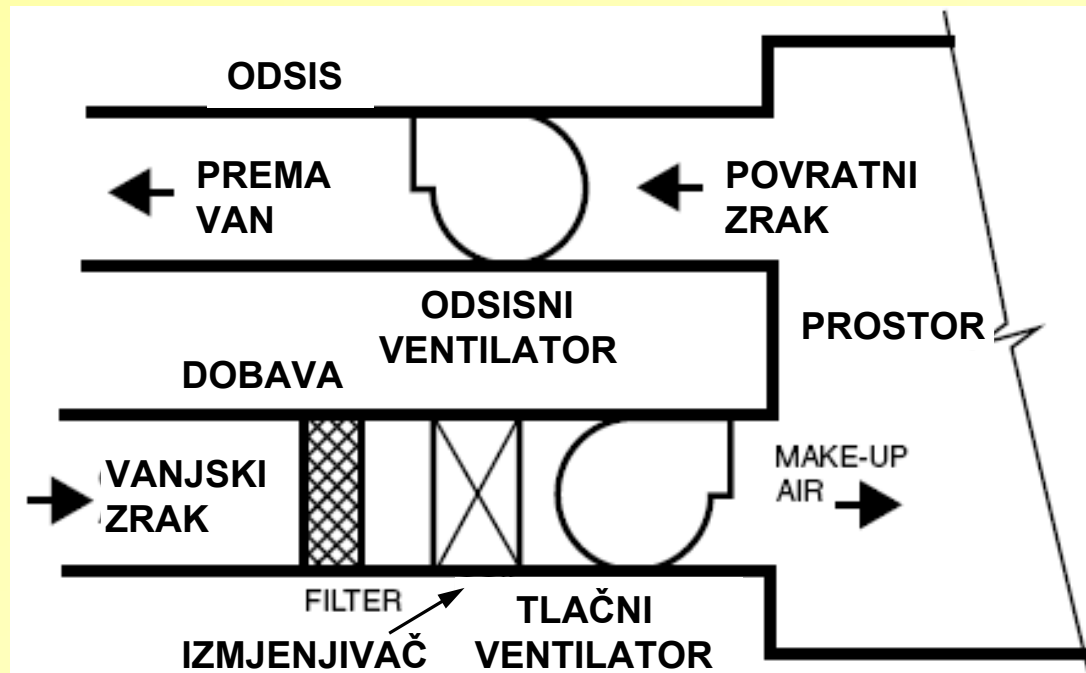 ODSIS
PREMA
VAN
POVRATNI
ZRAK
ODSISNI
VENTILATOR
PROSTOR
DOBAVA
VANJSKI
ZRAK
MAKE-UP
AIR
FILTER
IZMJENJIVAČ
TLAČNI
VENTILATOR